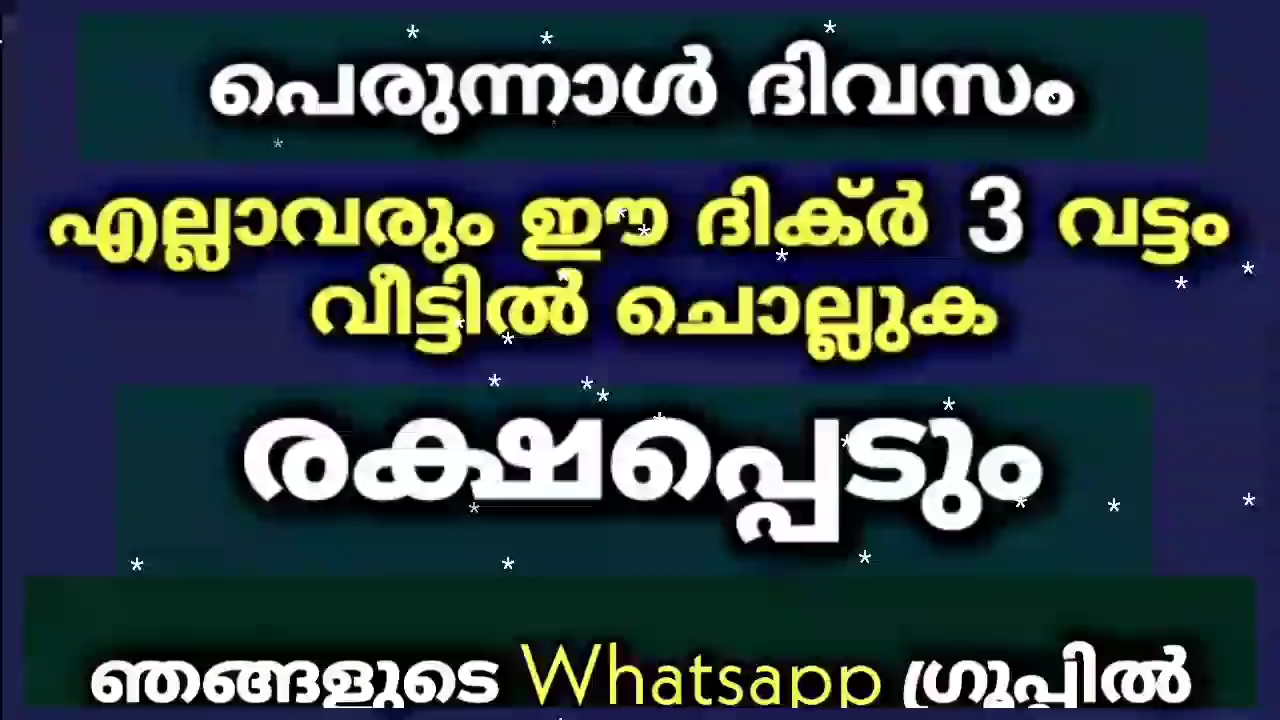 പെരുന്നാൾ ദിവസം
എല്ലാവരും ഈ ദിക്ർ 3 വട്ടം
വീട്ടിൽ ചൊല്ലുക
രക്ഷപ്പെടും
ഞങ്ങളുടെ Whatsapp ഗ്രൂപ്പിൽ